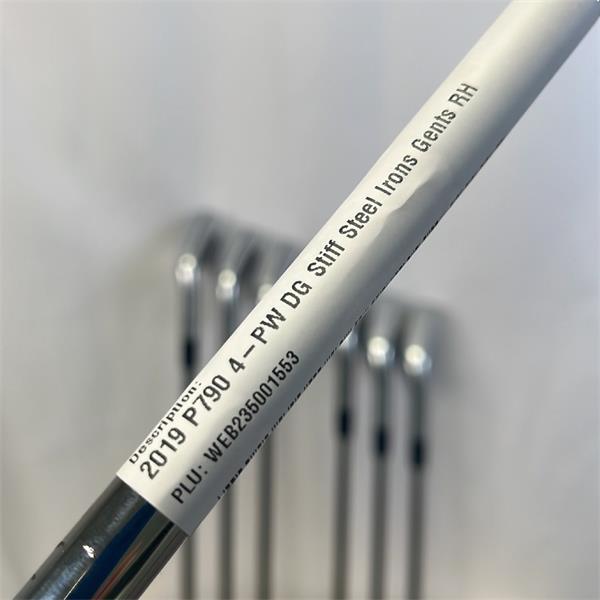 Description:
2019 P790 4-PW DG Stiff Steel Irons Gents RH
PLU: WEB235001553